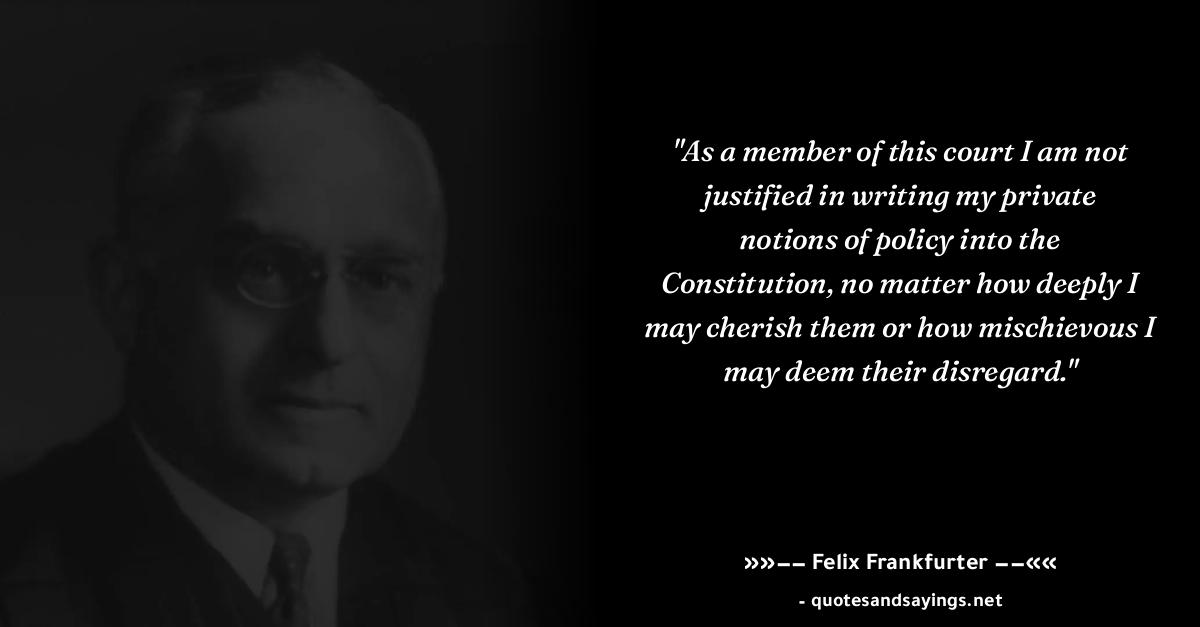 "As a member of this court I am not
justified in writing my private
notions of policy into the
Constitution, no matter how deeply I
may cherish them or how mischievous I
may deem their disregard."
»»–– Felix Frankfurter ––««
- quotesandsayings.net